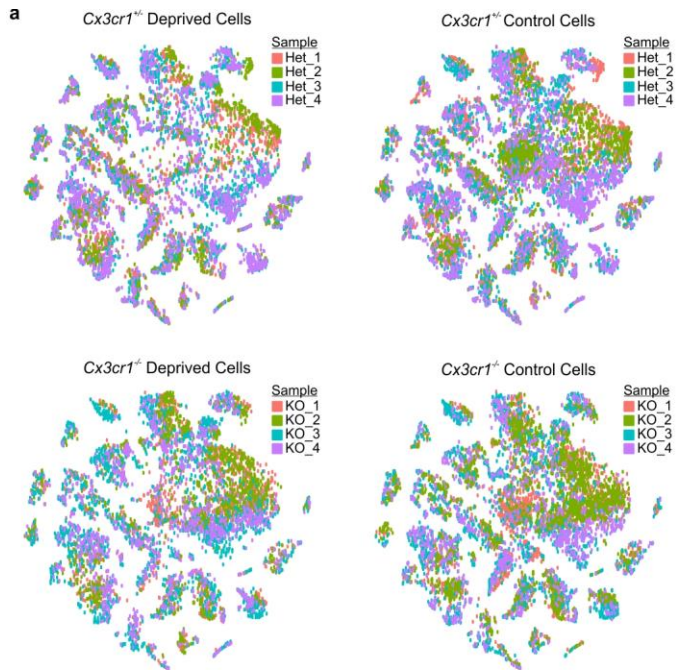 a
Cx3cr1+/- Deprived Cells
Sample
Het_1
Het_2
Het_3
Het_4
Cx3cr1+/- Control Cells
Sample
Het_1
Het_2
Het_3
Het_4
Cx3cr1-/- Deprived Cells
Sample
KO_1
KO_2
KO_3
KO_4
Cx3cr1-/- Control Cells
Sample
KO_1
KO_2
KO_3
KO_4